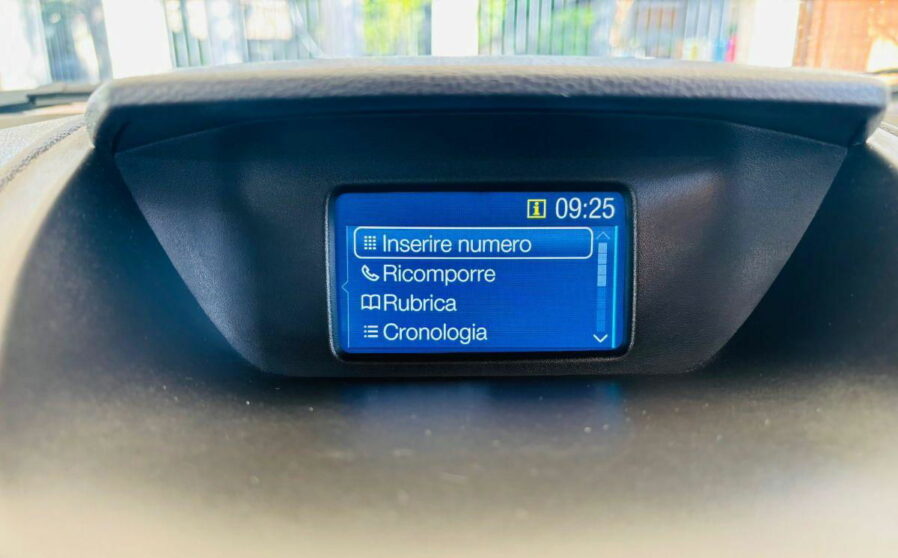 09:25
Inserire numero
Ricomporre
Rubrica
Cronologia